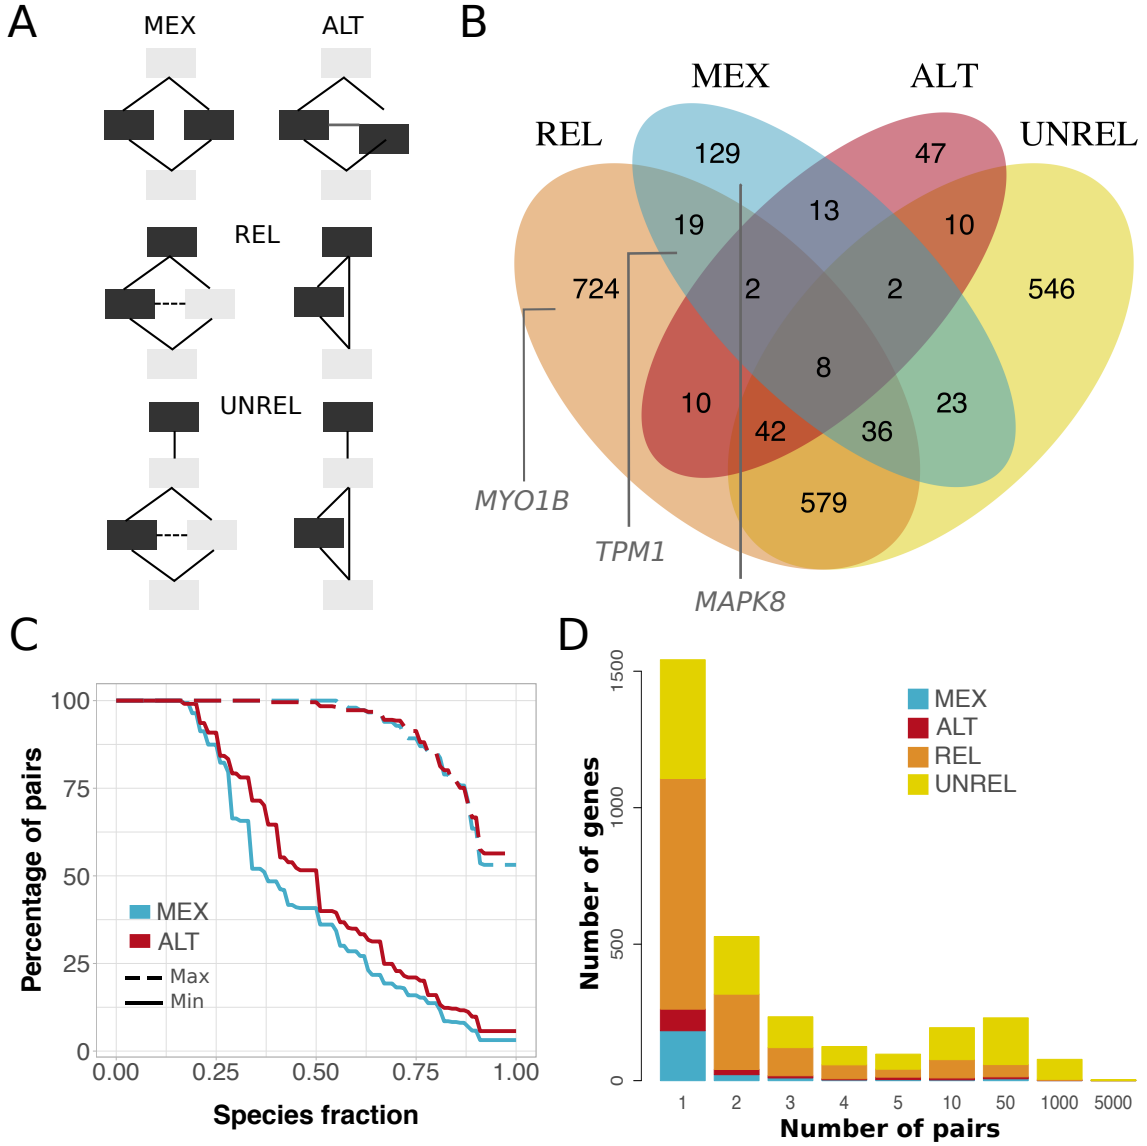 A
MEX ALT
REL
UNREL
B
MEX ALT
REL UNREL
129 47
19 13 10
724 2 2 546
8
10 42 36 23
579
MYO1B
TPM1
MAPK8
C
Percentage of pairs
100
75
50
25
0
MEX
ALT
Max
Min
0.00 0.25 0.50 0.75 1.00
Species fraction
D
Number of genes
1500
1000
500
0
MEX
ALT
REL
UNREL
1 2 3 4 5 10 50 1000 5000
Number of pairs